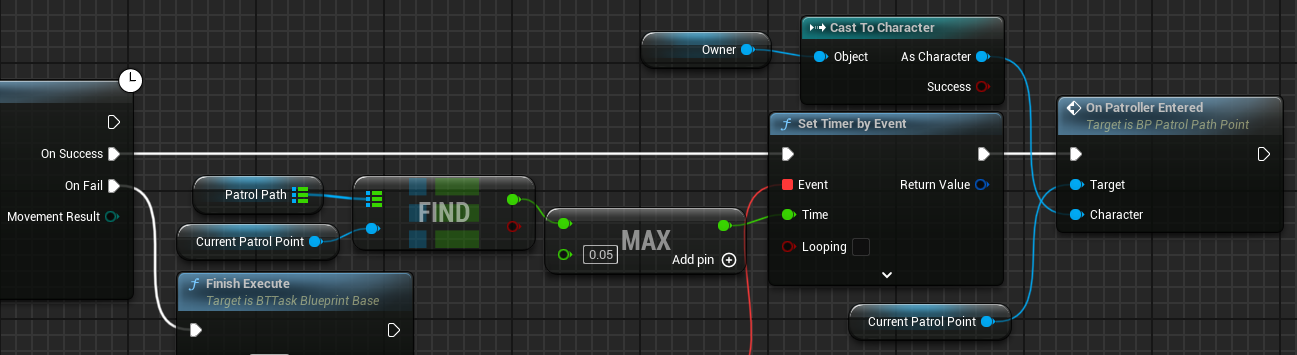 Cast To Character
Owner
Object
As Character
Success
On Success
On Fail
Movement Result
Patrol Path
Current Patrol Point
FIND
0.05
MAX
Add pin
Set Timer by Event
Event
Return Value
Time
Looping
On Patroller Entered
Target is BP Patrol Path Point
Target
Character
Current Patrol Point
Finish Execute
Target is BTTask Blueprint Base